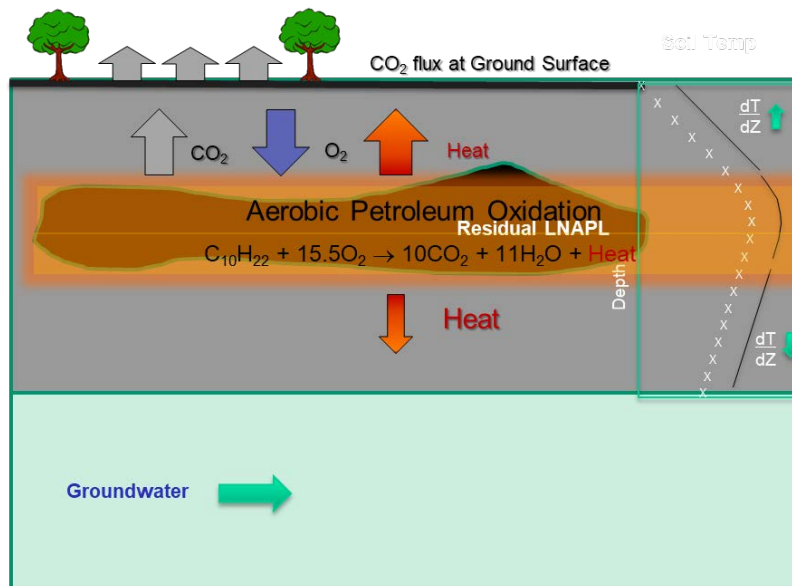 Soil Temp
CO₂ flux at Ground Surface
dT
dZ
CO₂
O₂
Heat
Aerobic Petroleum Oxidation
Residual LNAPL
C₁₀H₂₂ + 15.5O₂ → 10CO₂ + 11H₂O + Heat
Depth
Heat
dT
dZ
Groundwater